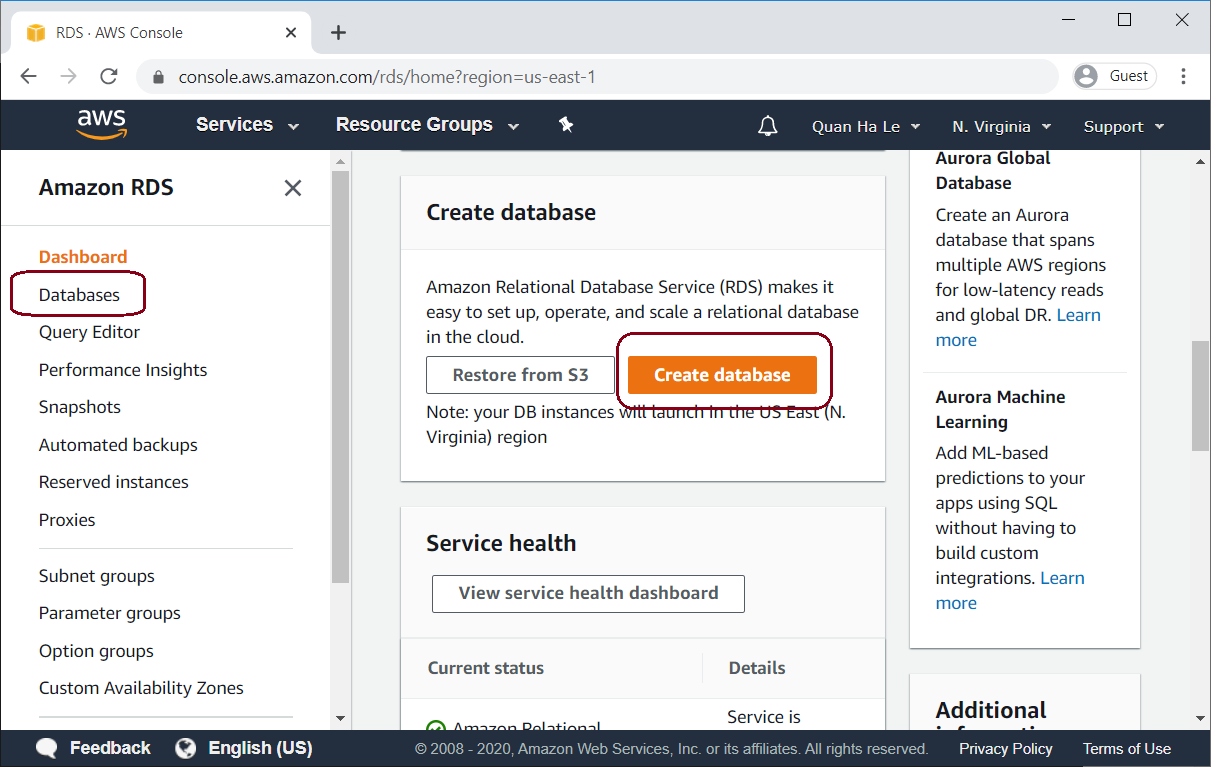 RDS · AWS Console
console.aws.amazon.com/rds/home?region=us-east-1
Guest
aws
Services
Resource Groups
Quan Ha Le
N. Virginia
Support
Amazon RDS
Dashboard
Databases
Query Editor
Performance Insights
Snapshots
Automated backups
Reserved instances
Proxies
Subnet groups
Parameter groups
Option groups
Custom Availability Zones
Create database
Amazon Relational Database Service (RDS) makes it
easy to set up, operate, and scale a relational database
in the cloud.
Restore from S3
Create database
Note: your DB instances will launch in the US East (N.
Virginia) region
Service health
View service health dashboard
Current status
Details
Amazon Relational
Service is
Aurora Global
Database
Create an Aurora
database that spans
multiple AWS regions
for low-latency reads
and global DR. Learn
more
Aurora Machine
Learning
Add ML-based
predictions to your
apps using SQL
without having to
build custom
integrations. Learn
more
Additional
information
Feedback
English (US)
© 2008 - 2020, Amazon Web Services, Inc. or its affiliates. All rights reserved.
Privacy Policy
Terms of Use